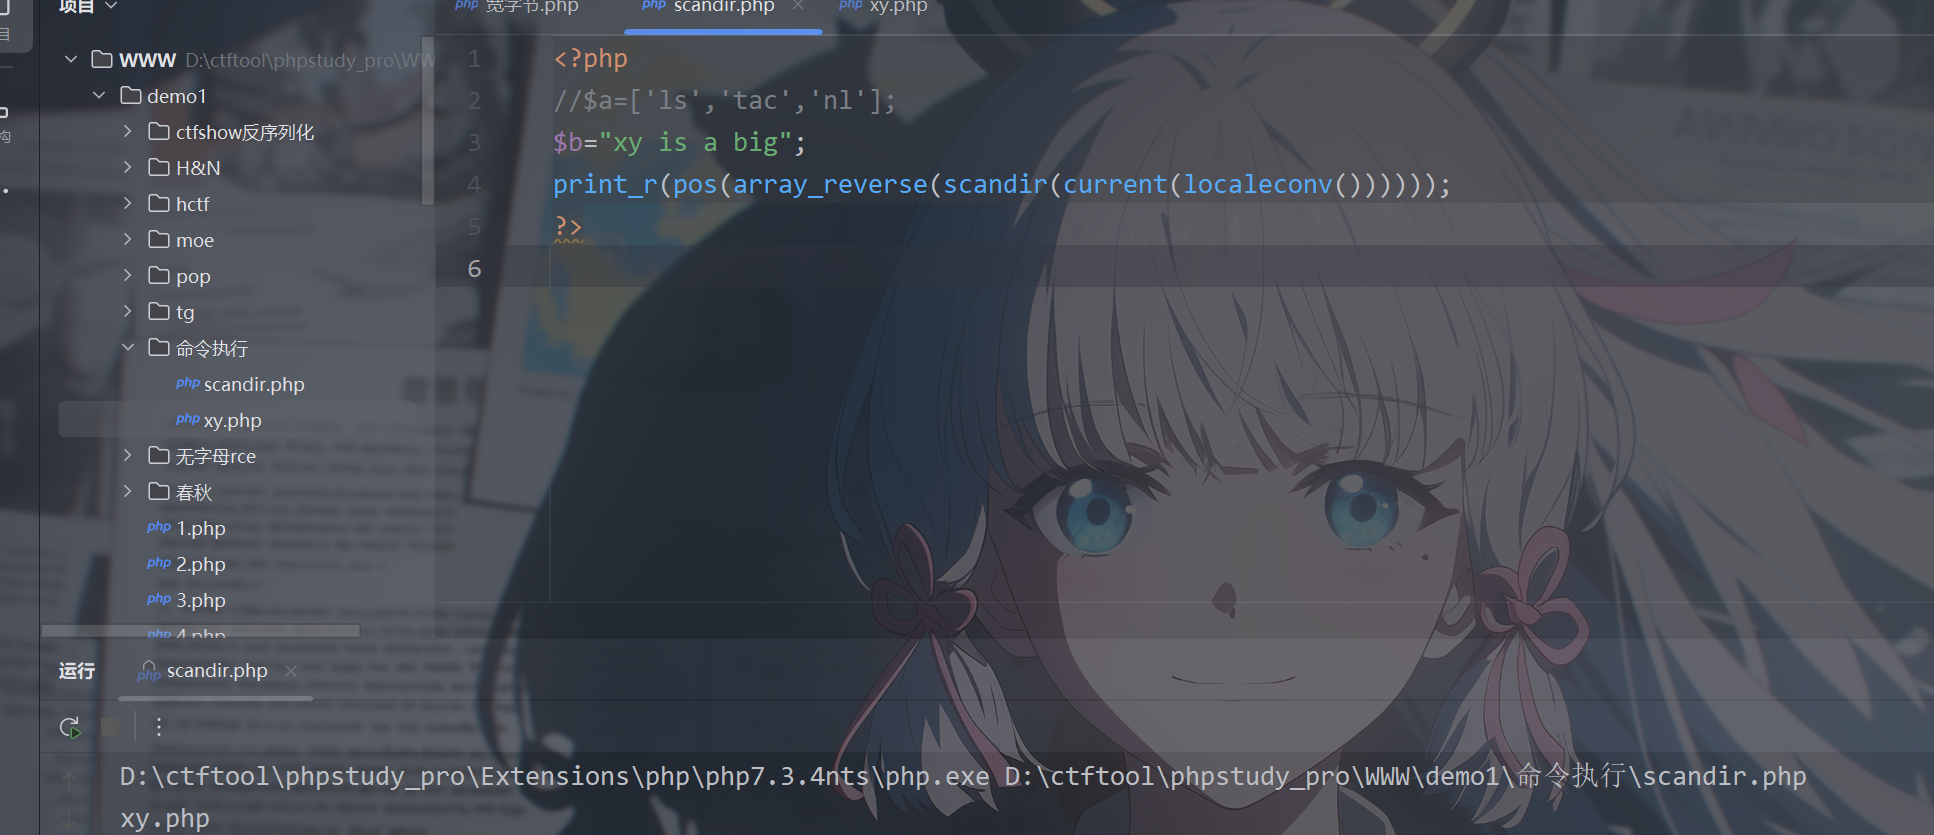 项目
目
构
php 宽字节.php
php scandir.php ×
php xy.php
WWW D:\ctftool\phpstudy_pro\WW
demo1
ctfshow反序列化
H&N
hctf
moe
pop
tg
命令执行
php scandir.php
php xy.php
无字母rce
春秋
php 1.php
php 2.php
php 3.php
php 4.php
1 <?php
2 //$a=['ls','tac','nl'];
3 $b="xy is a big";
4 print_r(pos(array_reverse(scandir(current(localeconv())))));
5 ?>
6
运行
php scandir.php ×
D:\ctftool\phpstudy_pro\Extensions\php\php7.3.4nts\php.exe D:\ctftool\phpstudy_pro\WWW\demo1\命令执行\scandir.php
xy.php